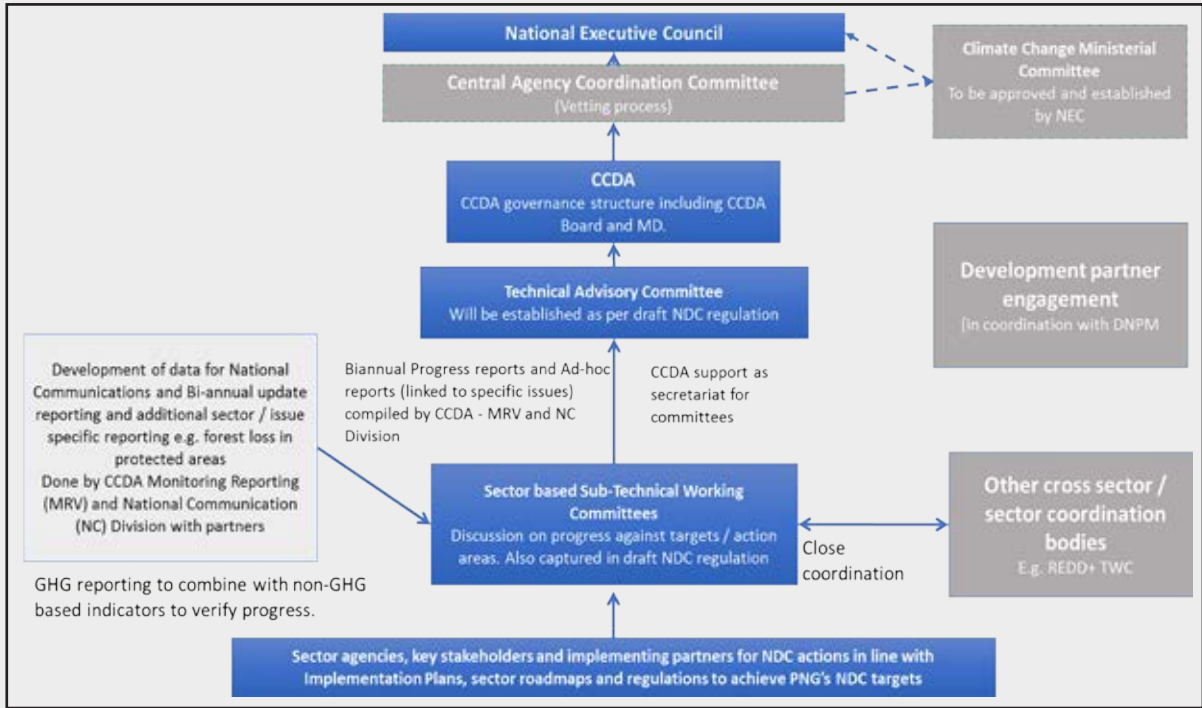 National Executive Council
Central Agency Coordination Committee
(Vetting process)
Climate Change Ministerial
Committee
To be approved and established
by NEC
CCDA
CCDA governance structure including CCDA
Board and MD.
Technical Advisory Committee
Will be established as per draft NDC regulation
Development partner
engagement
(In coordination with DNPM
Development of data for National
Communications and Bi-annual update
reporting and additional sector / issue
specific reporting e.g. forest loss in
protected areas
Done by CCDA Monitoring Reporting
(MRV) and National Communication
(NC) Division with partners
Biannual Progress reports and Ad-hoc
reports (linked to specific issues)
compiled by CCDA - MRV and NC
Division
CCDA support as
secretariat for
committees
Sector based Sub-Technical Working
Committees
Discussion on progress against targets / action
areas. Also captured in draft NDC regulation
Close
coordination
Other cross sector /
sector coordination
bodies
E.g. REDD+ TWC
GHG reporting to combine with non-GHG
based indicators to verify progress.
Sector agencies, key stakeholders and implementing partners for NDC actions in line with
Implementation Plans, sector roadmaps and regulations to achieve PNG's NDC targets